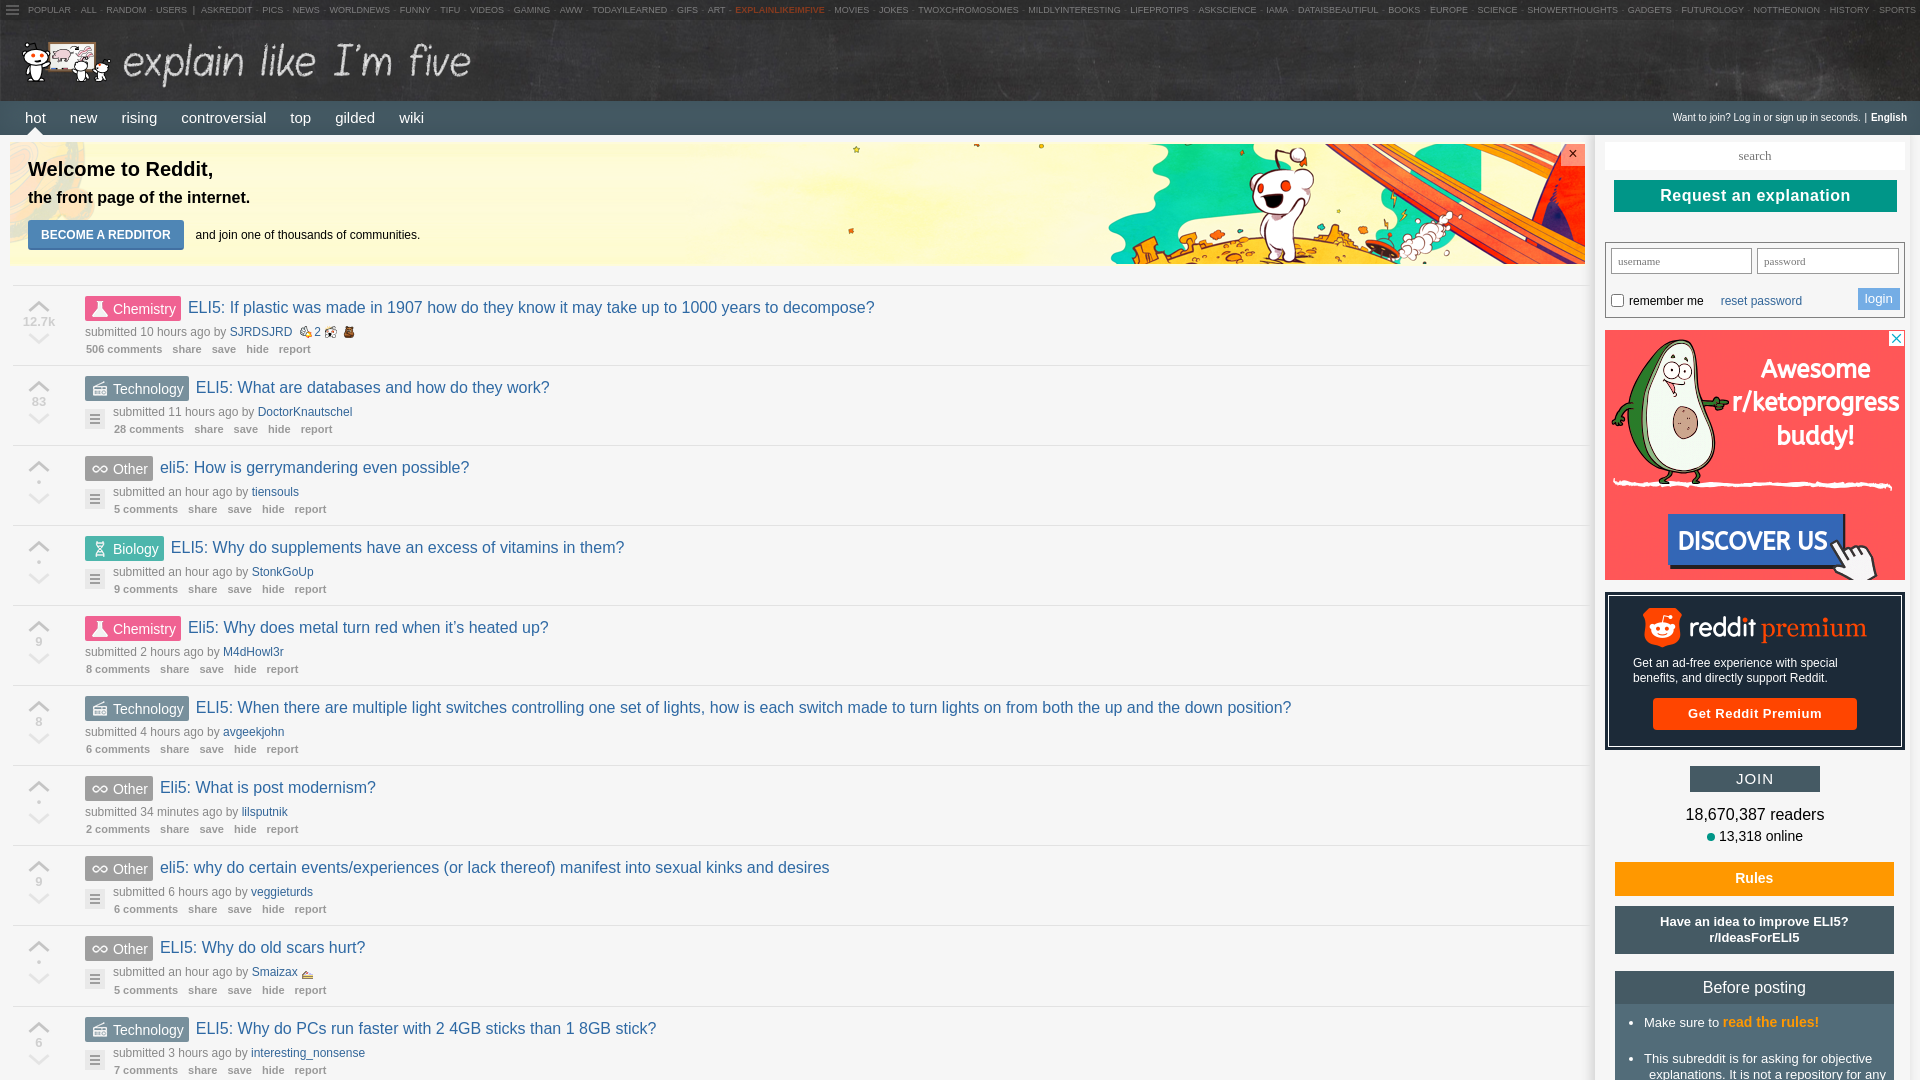 POPULAR - ALL - RANDOM - USERS | ASKREDDIT - PICS - NEWS - WORLDNEWS - FUNNY - TIFU - VIDEOS - GAMING - AWW - TODAYILEARNED - GIFS - ART - EXPLAINLIKEIMFIVE - MOVIES - JOKES - TWOXCHROMOSOMES - MILDLYINTERESTING - LIFEPROTIPS - ASKSCIENCE - IAMA - DATAISBEAUTIFUL - BOOKS - EUROPE - SCIENCE - SHOWERTHOUGHTS - GADGETS - FUTUROLOGY - NOTTHEONION - HISTORY - SPORTS
explain like I'm five
hot new rising controversial top gilded wiki
Want to join? Log in or sign up in seconds. | English
Welcome to Reddit,
the front page of the internet.
BECOME A REDDITOR and join one of thousands of communities.
12.7k
Chemistry ELI5: If plastic was made in 1907 how do they know it may take up to 1000 years to decompose?
submitted 10 hours ago by SJRDSJRD 2
506 comments share save hide report
83
Technology ELI5: What are databases and how do they work?
submitted 11 hours ago by DoctorKnautschel
28 comments share save hide report
•
Other eli5: How is gerrymandering even possible?
submitted an hour ago by tiensouls
5 comments share save hide report
•
Biology ELI5: Why do supplements have an excess of vitamins in them?
submitted an hour ago by StonkGoUp
9 comments share save hide report
9
Chemistry Eli5: Why does metal turn red when it’s heated up?
submitted 2 hours ago by M4dHowl3r
8 comments share save hide report
8
Technology ELI5: When there are multiple light switches controlling one set of lights, how is each switch made to turn lights on from both the up and the down position?
submitted 4 hours ago by avgeekjohn
6 comments share save hide report
•
Other Eli5: What is post modernism?
submitted 34 minutes ago by lilsputnik
2 comments share save hide report
9
Other eli5: why do certain events/experiences (or lack thereof) manifest into sexual kinks and desires
submitted 6 hours ago by veggieturds
6 comments share save hide report
•
Other ELI5: Why do old scars hurt?
submitted an hour ago by Smaizax
5 comments share save hide report
6
Technology ELI5: Why do PCs run faster with 2 4GB sticks than 1 8GB stick?
submitted 3 hours ago by interesting_nonsense
7 comments share save hide report
search
Request an explanation
username password
remember me reset password login
Awesome
r/ketoprogress
buddy!
DISCOVER US
reddit premium
Get an ad-free experience with special
benefits, and directly support Reddit.
Get Reddit Premium
JOIN
18,670,387 readers
13,318 online
Rules
Have an idea to improve ELI5?
r/IdeasForELI5
Before posting
• Make sure to read the rules!
• This subreddit is for asking for objective
explanations. It is not a repository for any